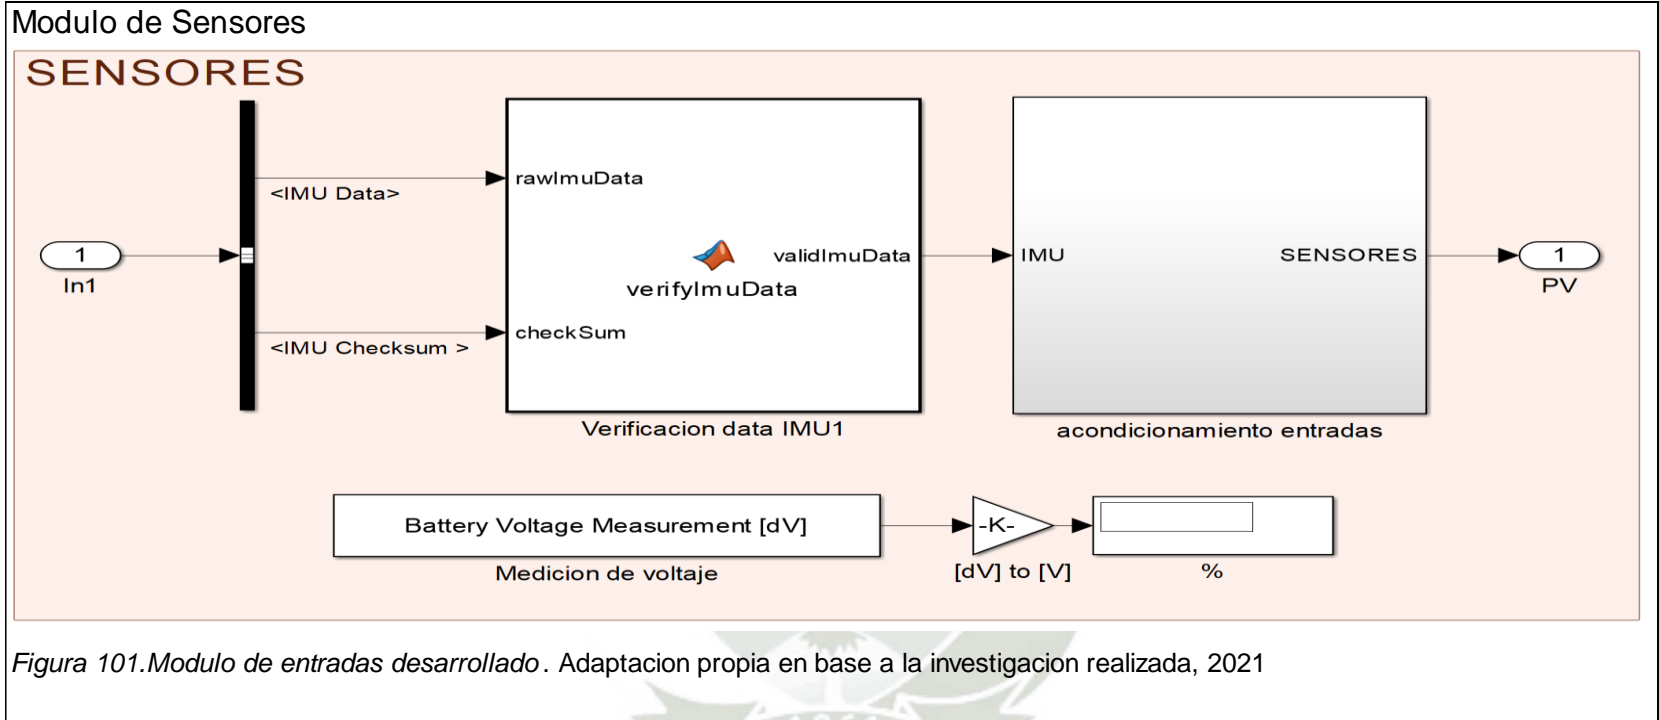 Modulo de Sensores
SENSORES
<IMU Data>
rawImuData
1
In1
validImuData
verifyImuData
IMU
SENSORES
1
PV
<IMU Checksum >
checkSum
Verificacion data IMU1
acondicionamiento entradas
Battery Voltage Measurement [dV]
-K-
Medicion de voltaje
[dV] to [V]
%
Figura 101.Modulo de entradas desarrollado. Adaptacion propia en base a la investigacion realizada, 2021